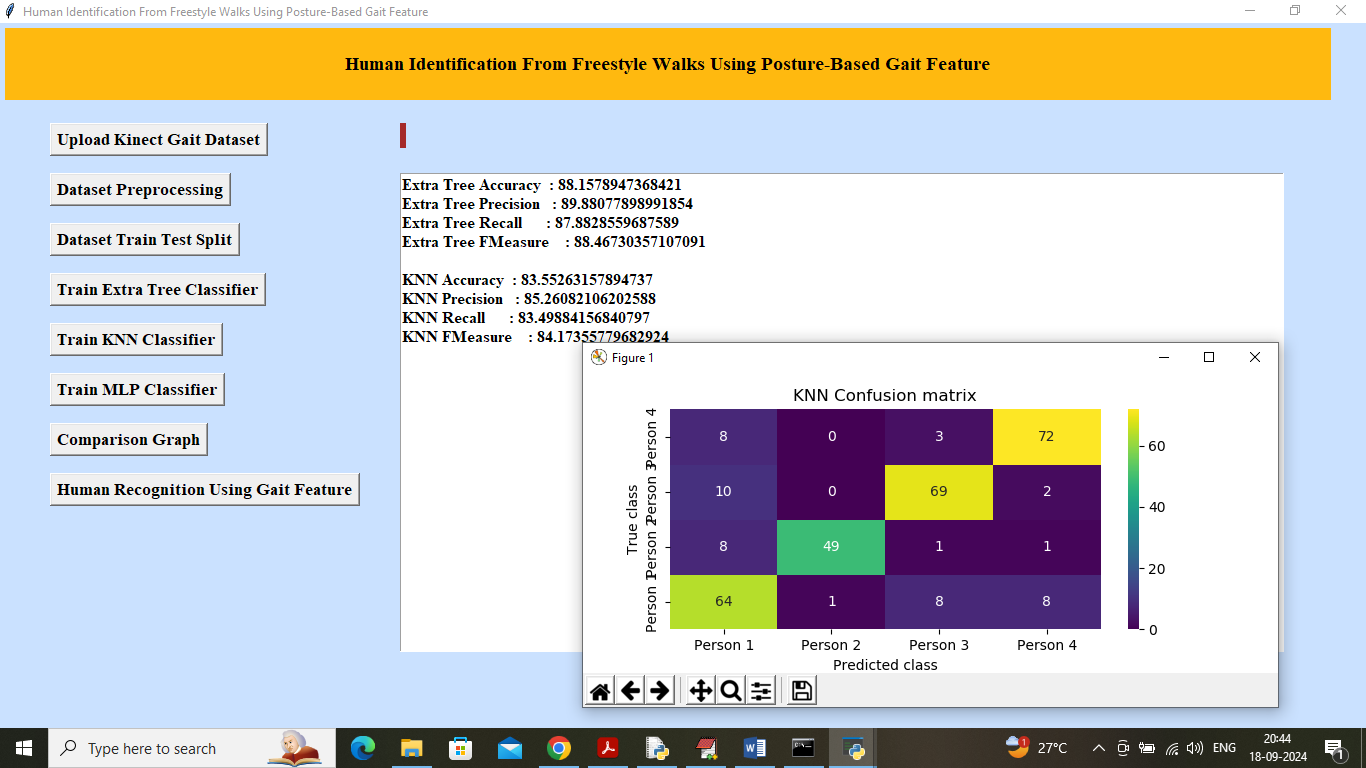 Human Identification From Freestyle Walks Using Posture-Based Gait Feature
Human Identification From Freestyle Walks Using Posture-Based Gait Feature
Upload Kinect Gait Dataset
Dataset Preprocessing
Dataset Train Test Split
Train Extra Tree Classifier
Train KNN Classifier
Train MLP Classifier
Comparison Graph
Human Recognition Using Gait Feature
Extra Tree Accuracy : 88.1578947368421
Extra Tree Precision : 89.88077898991854
Extra Tree Recall : 87.8828559687589
Extra Tree FMeasure : 88.46730357107091
KNN Accuracy : 83.55263157894737
KNN Precision : 85.26082106202588
KNN Recall : 83.49884156840797
KNN FMeasure : 84.17355779682924
Figure 1
KNN Confusion matrix
True class
Person 4
8 0 3 72
Person 3
10 0 69 2
Person 2
8 49 1 1
Person 1
64 1 8 8
60
40
20
0
Person 1 Person 2 Person 3 Person 4
Predicted class
Type here to search
27°C
ENG
20:44
18-09-2024
1